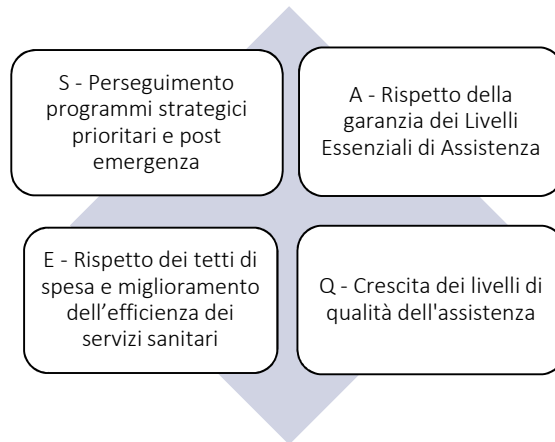 S - Perseguimento
programmi strategici
prioritari e post
emergenza
A - Rispetto della
garanzia dei Livelli
Essenziali di Assistenza
E - Rispetto dei tetti di
spesa e miglioramento
dell’efficienza dei
servizi sanitari
Q - Crescita dei livelli di
qualità dell'assistenza